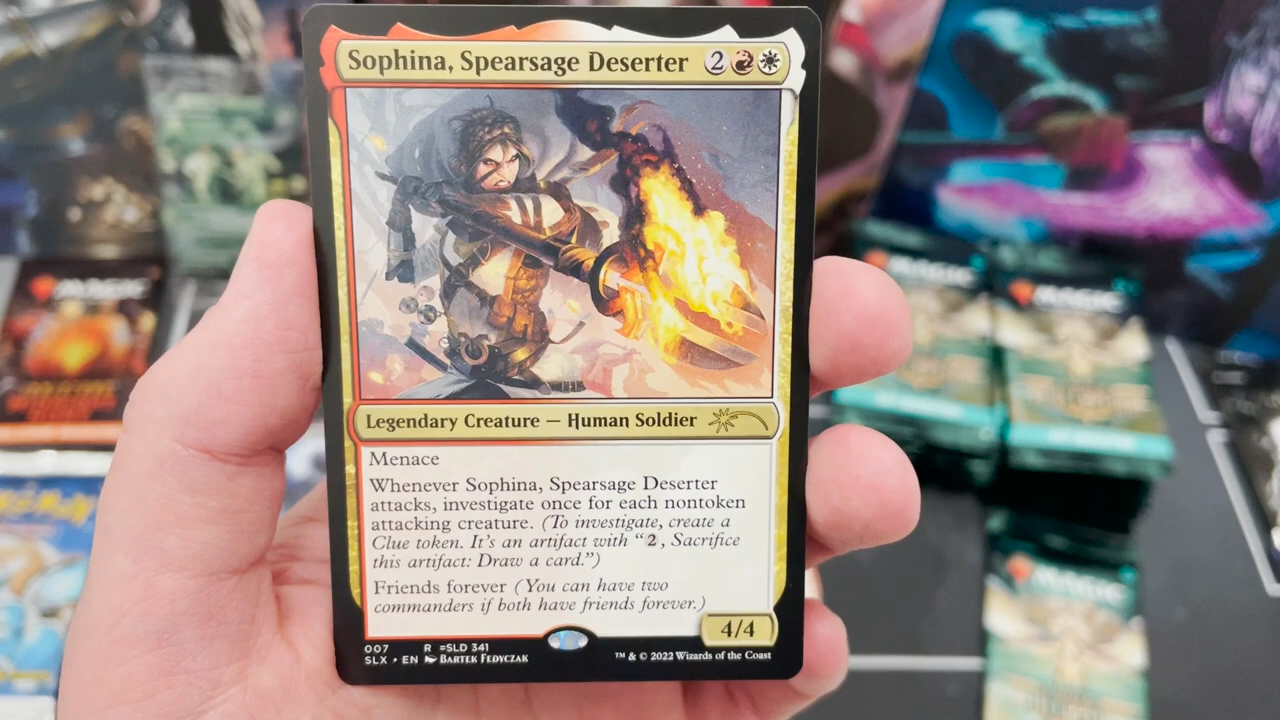 Sophina, Spearsage Deserter 2
Legendary Creature — Human Soldier
Menace
Whenever Sophina, Spearsage Deserter
attacks, investigate once for each nontoken
attacking creature. (To investigate, create a
Clue token. It's an artifact with “2, Sacrifice
this artifact: Draw a card.”)
Friends forever (You can have two
commanders if both have friends forever.)
4/4
007 R =SLD 341
SLX • EN BARTEK FEDYCZAK
™ & © 2022 Wizards of the Coast
MAGIC
MAGIC
MAGIC
MAGIC